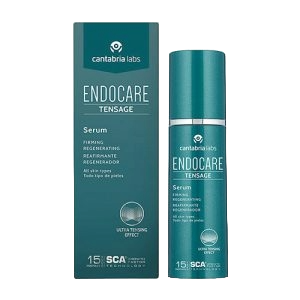 cantabria labs
ENDOCARE
TENSAGE
Serum
FIRMING
REGENERATING
REAFIRMANTE
REGENERADOR
All skin types
Todo tipo de pieles
ULTRA TENSING
EFFECT
15 SCA
TECHNOLOGY
cantabria labs
ENDOCARE
TENSAGE
Serum
FIRMING
REGENERATING
REAFIRMANTE
REGENERADOR
All skin types
Todo tipo de pieles
ULTRA TENSING
EFFECT
15 SCA
TECHNOLOGY